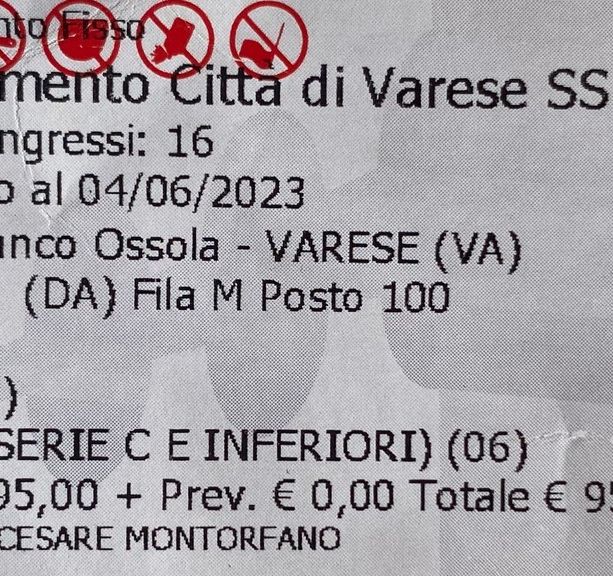 nto Fisso
mento Città di Varese SS
ngressi: 16
o al 04/06/2023
nco Ossola - VARESE (VA)
(DA) Fila M Posto 100
)
SERIE C E INFERIORI) (06)
95,00 + Prev. € 0,00 Totale € 95
CESARE MONTORFANO